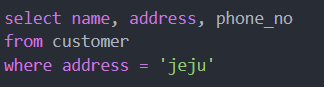 select name, address, phone_no
from customer
where address = 'jeju'